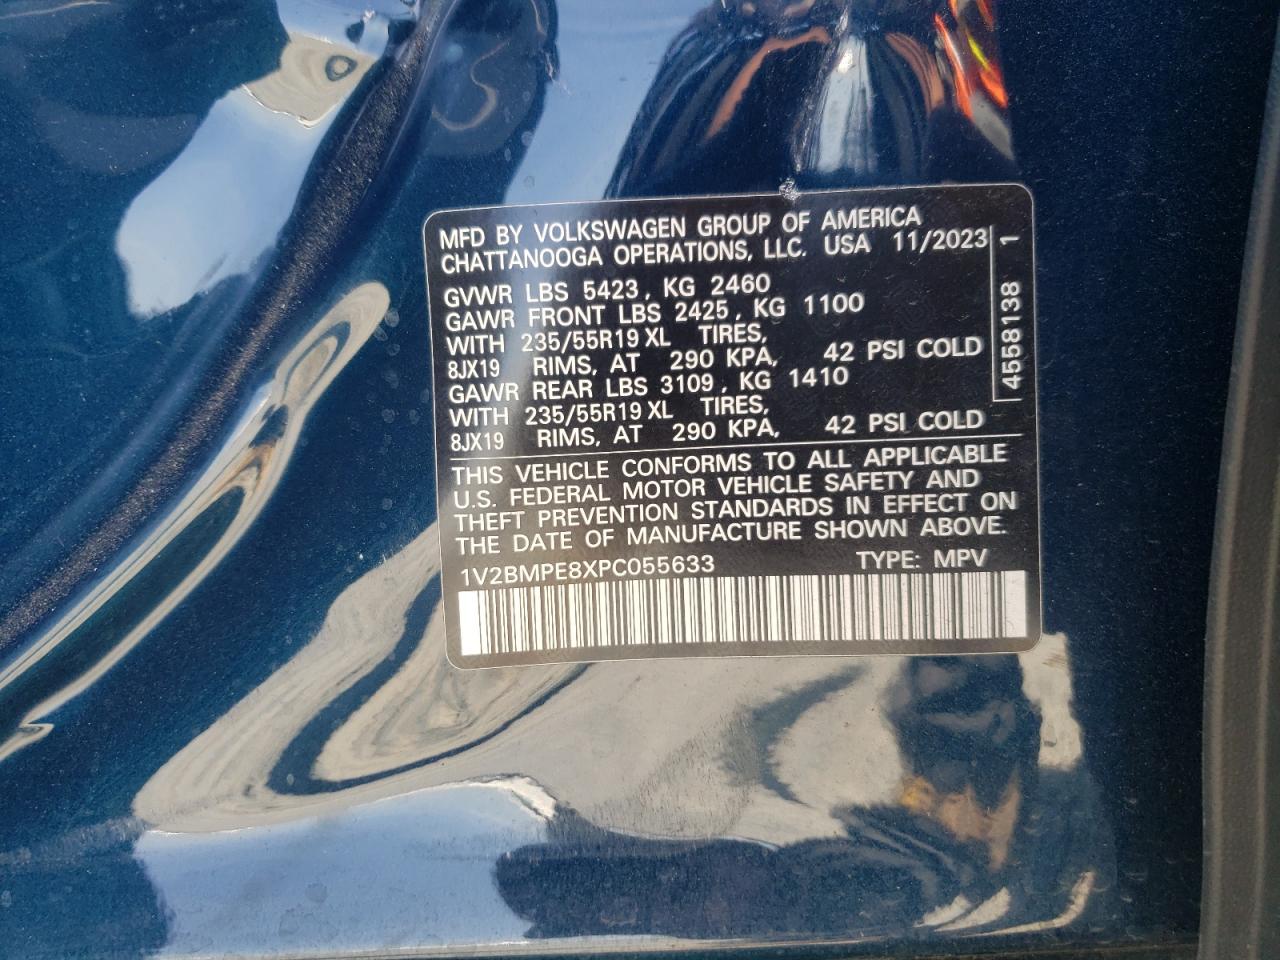 MFD BY VOLKSWAGEN GROUP OF AMERICA
CHATTANOOGA OPERATIONS, LLC. USA 11/2023
GVWR LBS 5423, KG 2460
GAWR FRONT LBS 2425, KG 1100
WITH 235/55R19 XL TIRES,
8JX19 RIMS, AT 290 KPA, 42 PSI COLD
GAWR REAR LBS 3109, KG 1410
WITH 235/55R19 XL TIRES,
8JX19 RIMS, AT 290 KPA, 42 PSI COLD
4558138 1
THIS VEHICLE CONFORMS TO ALL APPLICABLE
U.S. FEDERAL MOTOR VEHICLE SAFETY AND
THEFT PREVENTION STANDARDS IN EFFECT ON
THE DATE OF MANUFACTURE SHOWN ABOVE.
1V2BMPE8XPC055633 TYPE: MPV